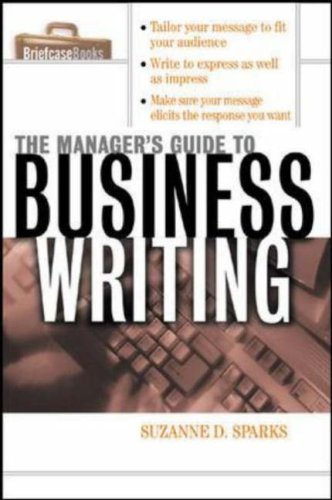 BriefcaseBooks
• Tailor your message to fit
your audience
• Write to express as well
as impress
• Make sure your message
elicits the response you want
THE MANAGER'S GUIDE TO
BUSINESS
WRITING
SUZANNE D. SPARKS